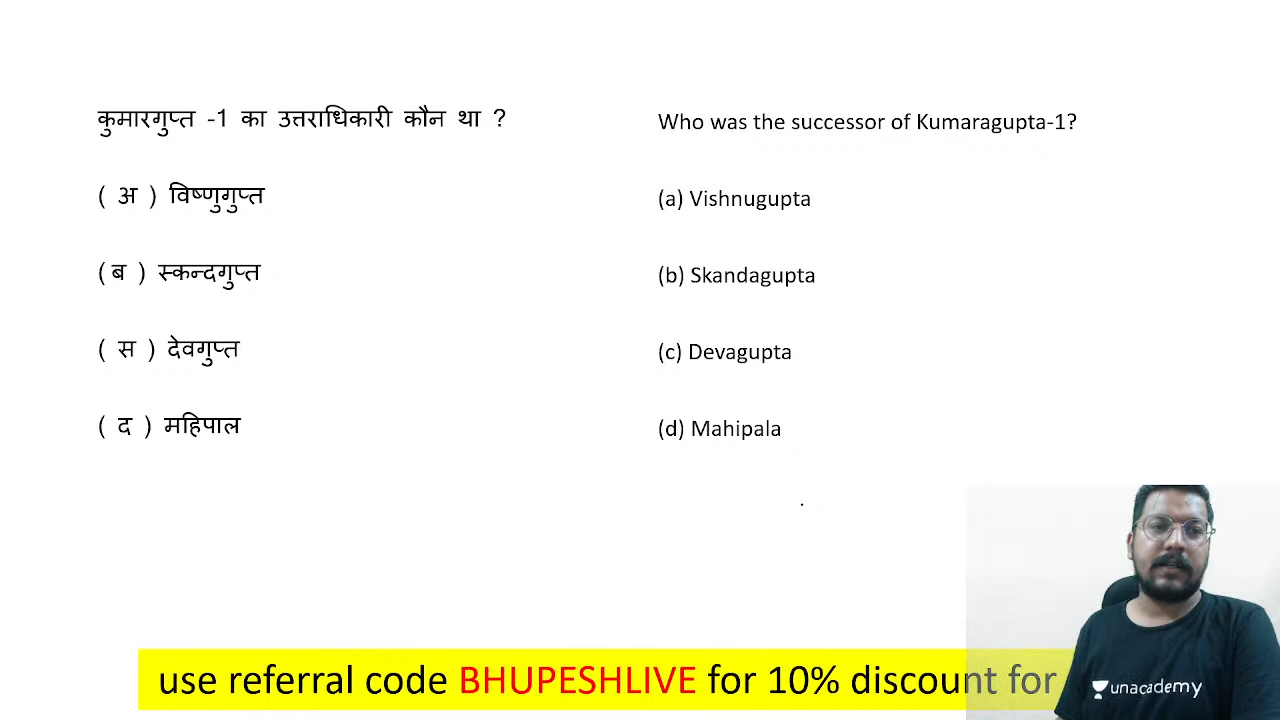 कुमारगुप्त -1 का उत्तराधिकारी कौन था ?
( अ ) विष्णुगुप्त
( ब ) स्कन्दगुप्त
( स ) देवगुप्त
( द ) महिपाल
Who was the successor of Kumaragupta-1?
(a) Vishnugupta
(b) Skandagupta
(c) Devagupta
(d) Mahipala
use referral code BHUPESHLIVE for 10% discount for
unacademy